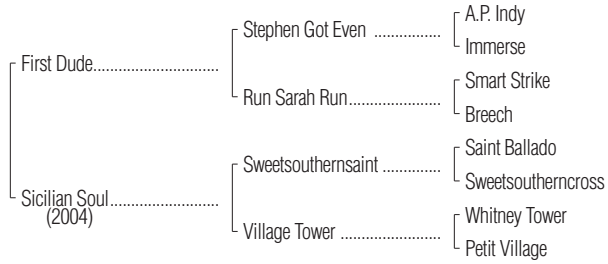 First Dude
Sicilian Soul
(2004)
Stephen Got Even
Run Sarah Run
Sweetsouthernsaint
Village Tower
A.P. Indy
Immerse
Smart Strike
Breech
Saint Ballado
Sweetsoutherncross
Whitney Tower
Petit Village